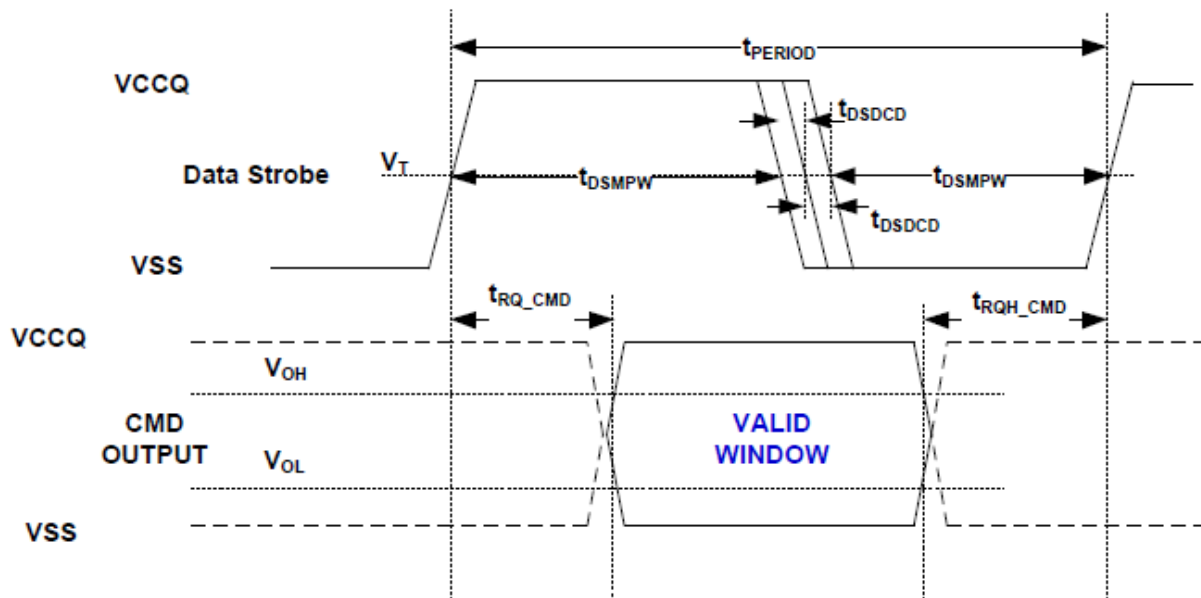 tPERIOD
VCCQ
tDSDCD
VT
Data Strobe
tDSMPW
tDSMPW
tDSDCD
VSS
tRQ_CMD
tRQH_CMD
VCCQ
VOH
CMD
OUTPUT
VALID
WINDOW
VOL
VSS